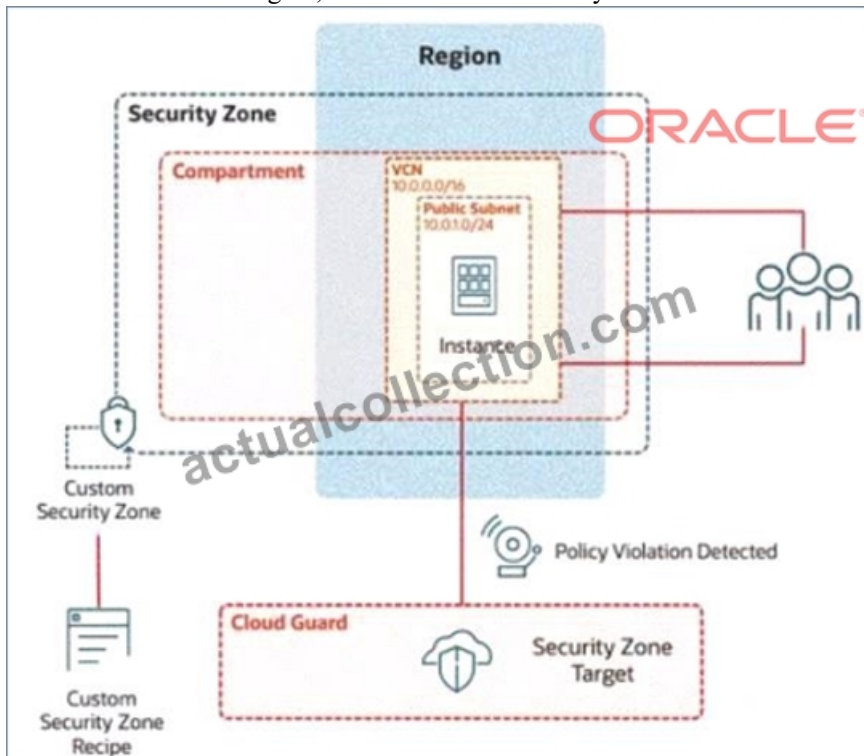 Region
Security Zone
ORACLE
Compartment
VCN
10.0.0.0/16
Public Subnet
10.0.1.0/24
Instance
actualcollection.com
Custom
Security Zone
Policy Violation Detected
Cloud Guard
Security Zone
Target
Custom
Security Zone
Recipe